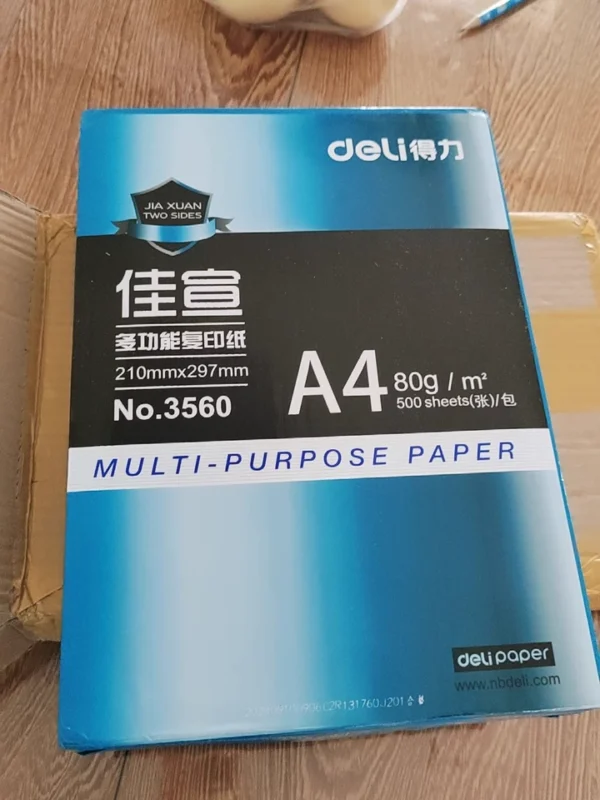 deli得力
JIA XUAN
TWO SIDES
佳宣
多功能复印纸
210mmx297mm
No.3560
A4 80g / m²
500 sheets(张)/包
MULTI-PURPOSE PAPER
deli paper
www.nbdeli.com